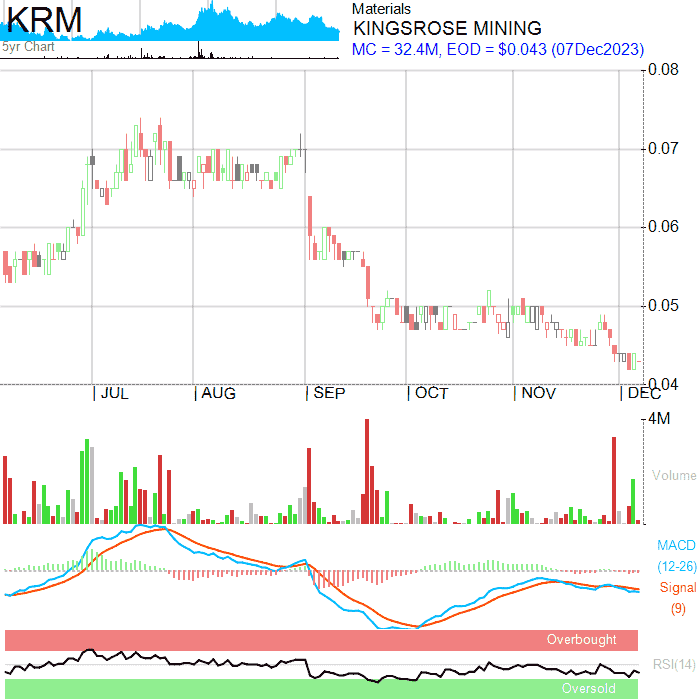 KRM
5yr Chart
Materials
KINGSROSE MINING
MC = 32.4M, EOD = $0.043 (07Dec2023)
0.08
0.07
0.06
0.05
0.04
JUL
AUG
SEP
OCT
NOV
DEC
4M
Volume
MACD
(12-26)
Signal
(9)
Overbought
RSI(14)
Oversold